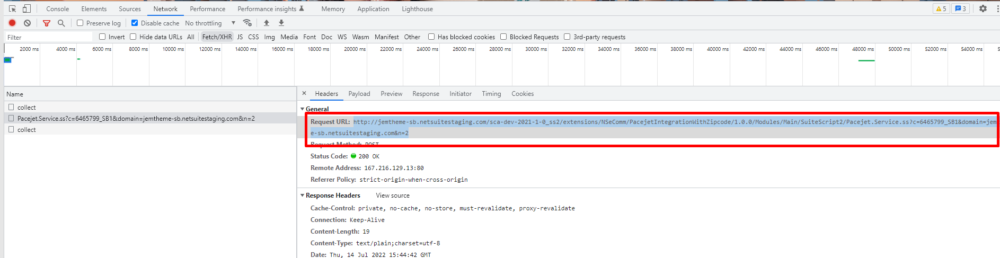 Console Elements Sources Network Performance Performance insights Memory Application Lighthouse 5 3
Preserve log Disable cache No throttling
Filter Invert Hide data URLs All Fetch/XHR JS CSS Img Media Font Doc WS Wasm Manifest Other Has blocked cookies Blocked Requests 3rd-party requests
2000 ms 4000 ms 6000 ms 8000 ms 10000 ms 12000 ms 14000 ms 16000 ms 18000 ms 20000 ms 22000 ms 24000 ms 26000 ms 28000 ms 30000 ms 32000 ms 34000 ms 36000 ms 38000 ms 40000 ms 42000 ms 44000 ms 46000 ms 48000 ms 50000 ms 52000 ms 54000 ms 5
Name
collect
Pacejet.Service.ss?c=6465799_SB1&domain=jemtheme-sb.netsuitestaging.com&n=2
collect
× Headers Payload Preview Response Initiator Timing Cookies
General
Request URL: http://jemtheme-sb.netsuitestaging.com/sca-dev-2021-1-0_ss2/extensions/NSeComm/PacejetIntegrationWithZipcode/1.0.0/Modules/Main/SuiteScript2/Pacejet.Service.ss?c=6465799_SB1&domain=jem
e-sb.netsuitestaging.com&n=2
Request Method: POST
Status Code: 200 OK
Remote Address: 167.216.129.13:80
Referrer Policy: strict-origin-when-cross-origin
Response Headers View source
Cache-Control: private, no-cache, no-store, must-revalidate, proxy-revalidate
Connection: Keep-Alive
Content-Length: 19
Content-Type: text/plain;charset=utf-8
Date: Thu, 14 Jul 2022 15:44:42 GMT